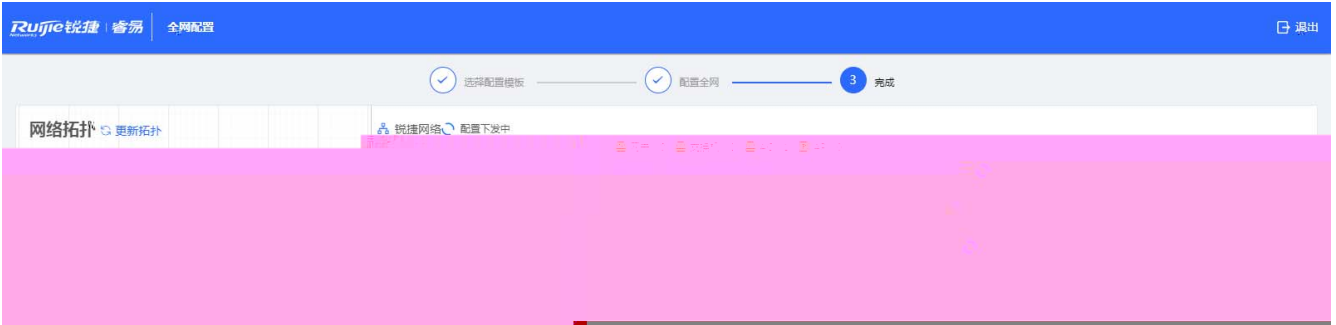 Ruijie锐捷 睿易 全网配置 退出
Networks
选择配置模板 配置全网 3 完成
网络拓扑 更新拓扑 锐捷网络 配置下发中